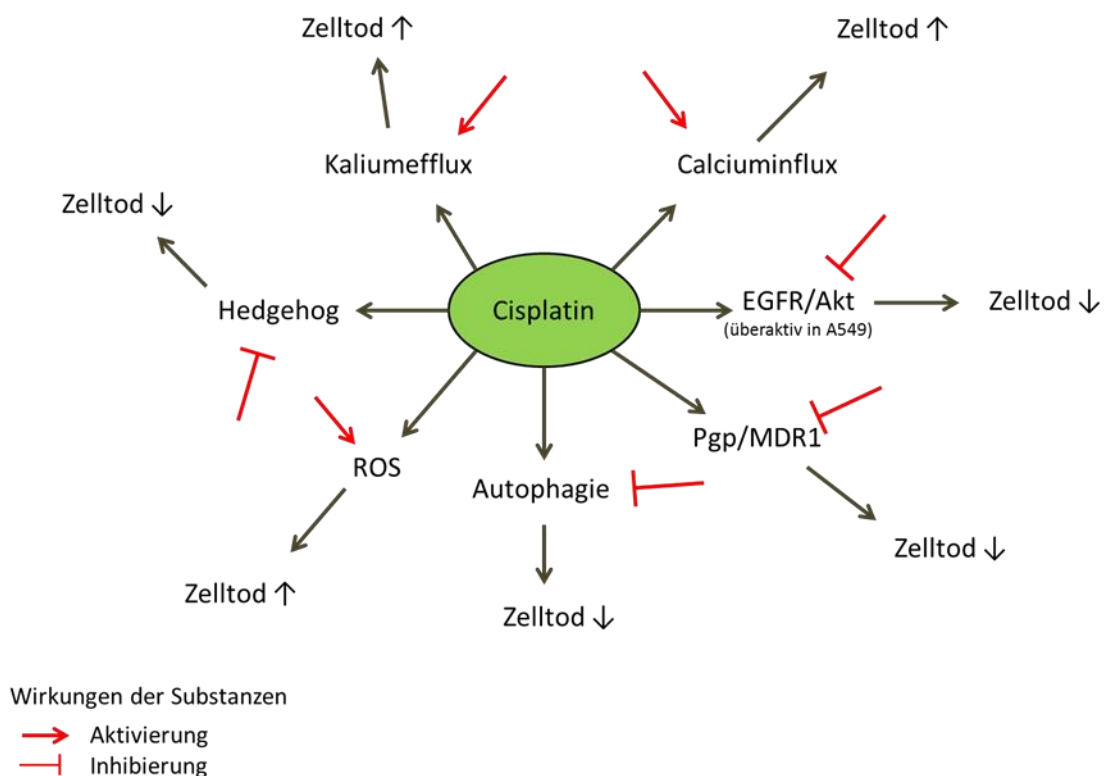 Zelltod ↑
Zelltod ↑
Kaliumefflux
Calciuminflux
Zelltod ↓
Hedgehog
Cisplatin
EGFR/Akt
(überaktiv in A549)
Zelltod ↓
Pgp/MDR1
ROS
Autophagie
Zelltod ↓
Zelltod ↑
Zelltod ↓
Wirkungen der Substanzen
Aktivierung
Inhibierung